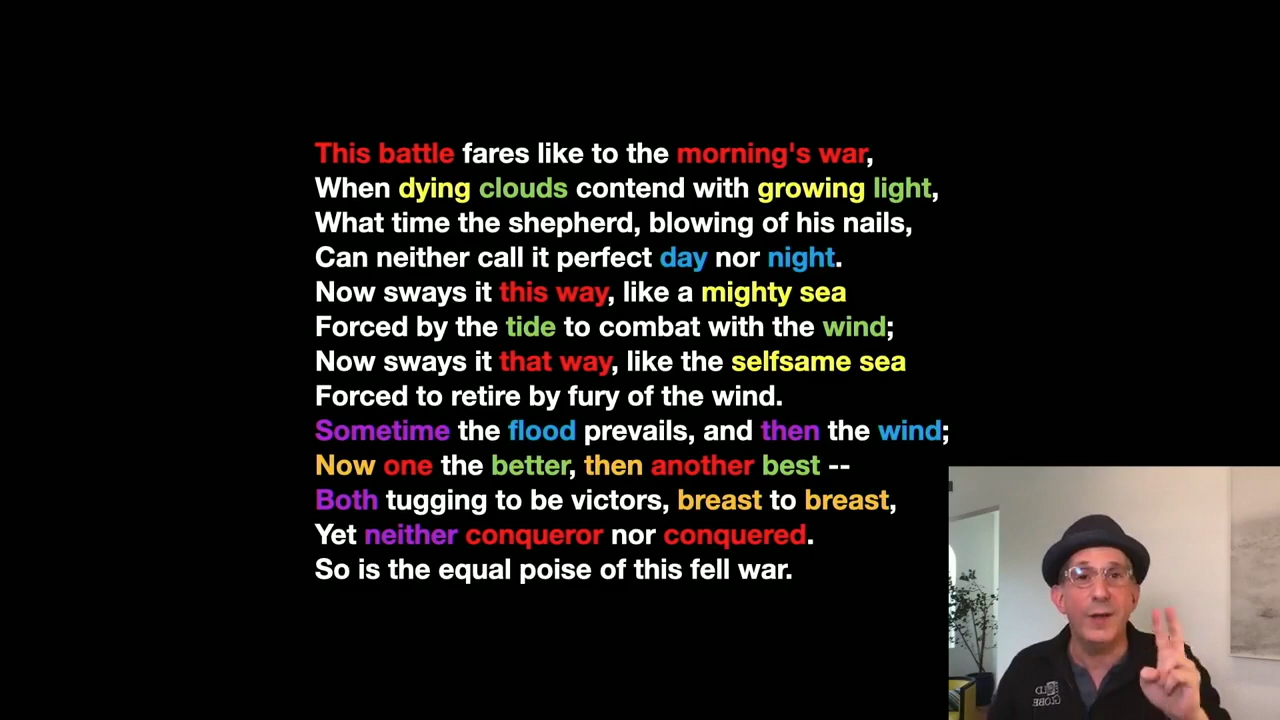 This battle fares like to the morning's war,
When dying clouds contend with growing light,
What time the shepherd, blowing of his nails,
Can neither call it perfect day nor night.
Now sways it this way, like a mighty sea
Forced by the tide to combat with the wind;
Now sways it that way, like the selfsame sea
Forced to retire by fury of the wind.
Sometime the flood prevails, and then the wind;
Now one the better, then another best --
Both tugging to be victors, breast to breast,
Yet neither conqueror nor conquered.
So is the equal poise of this fell war.
OLD
GLOBE